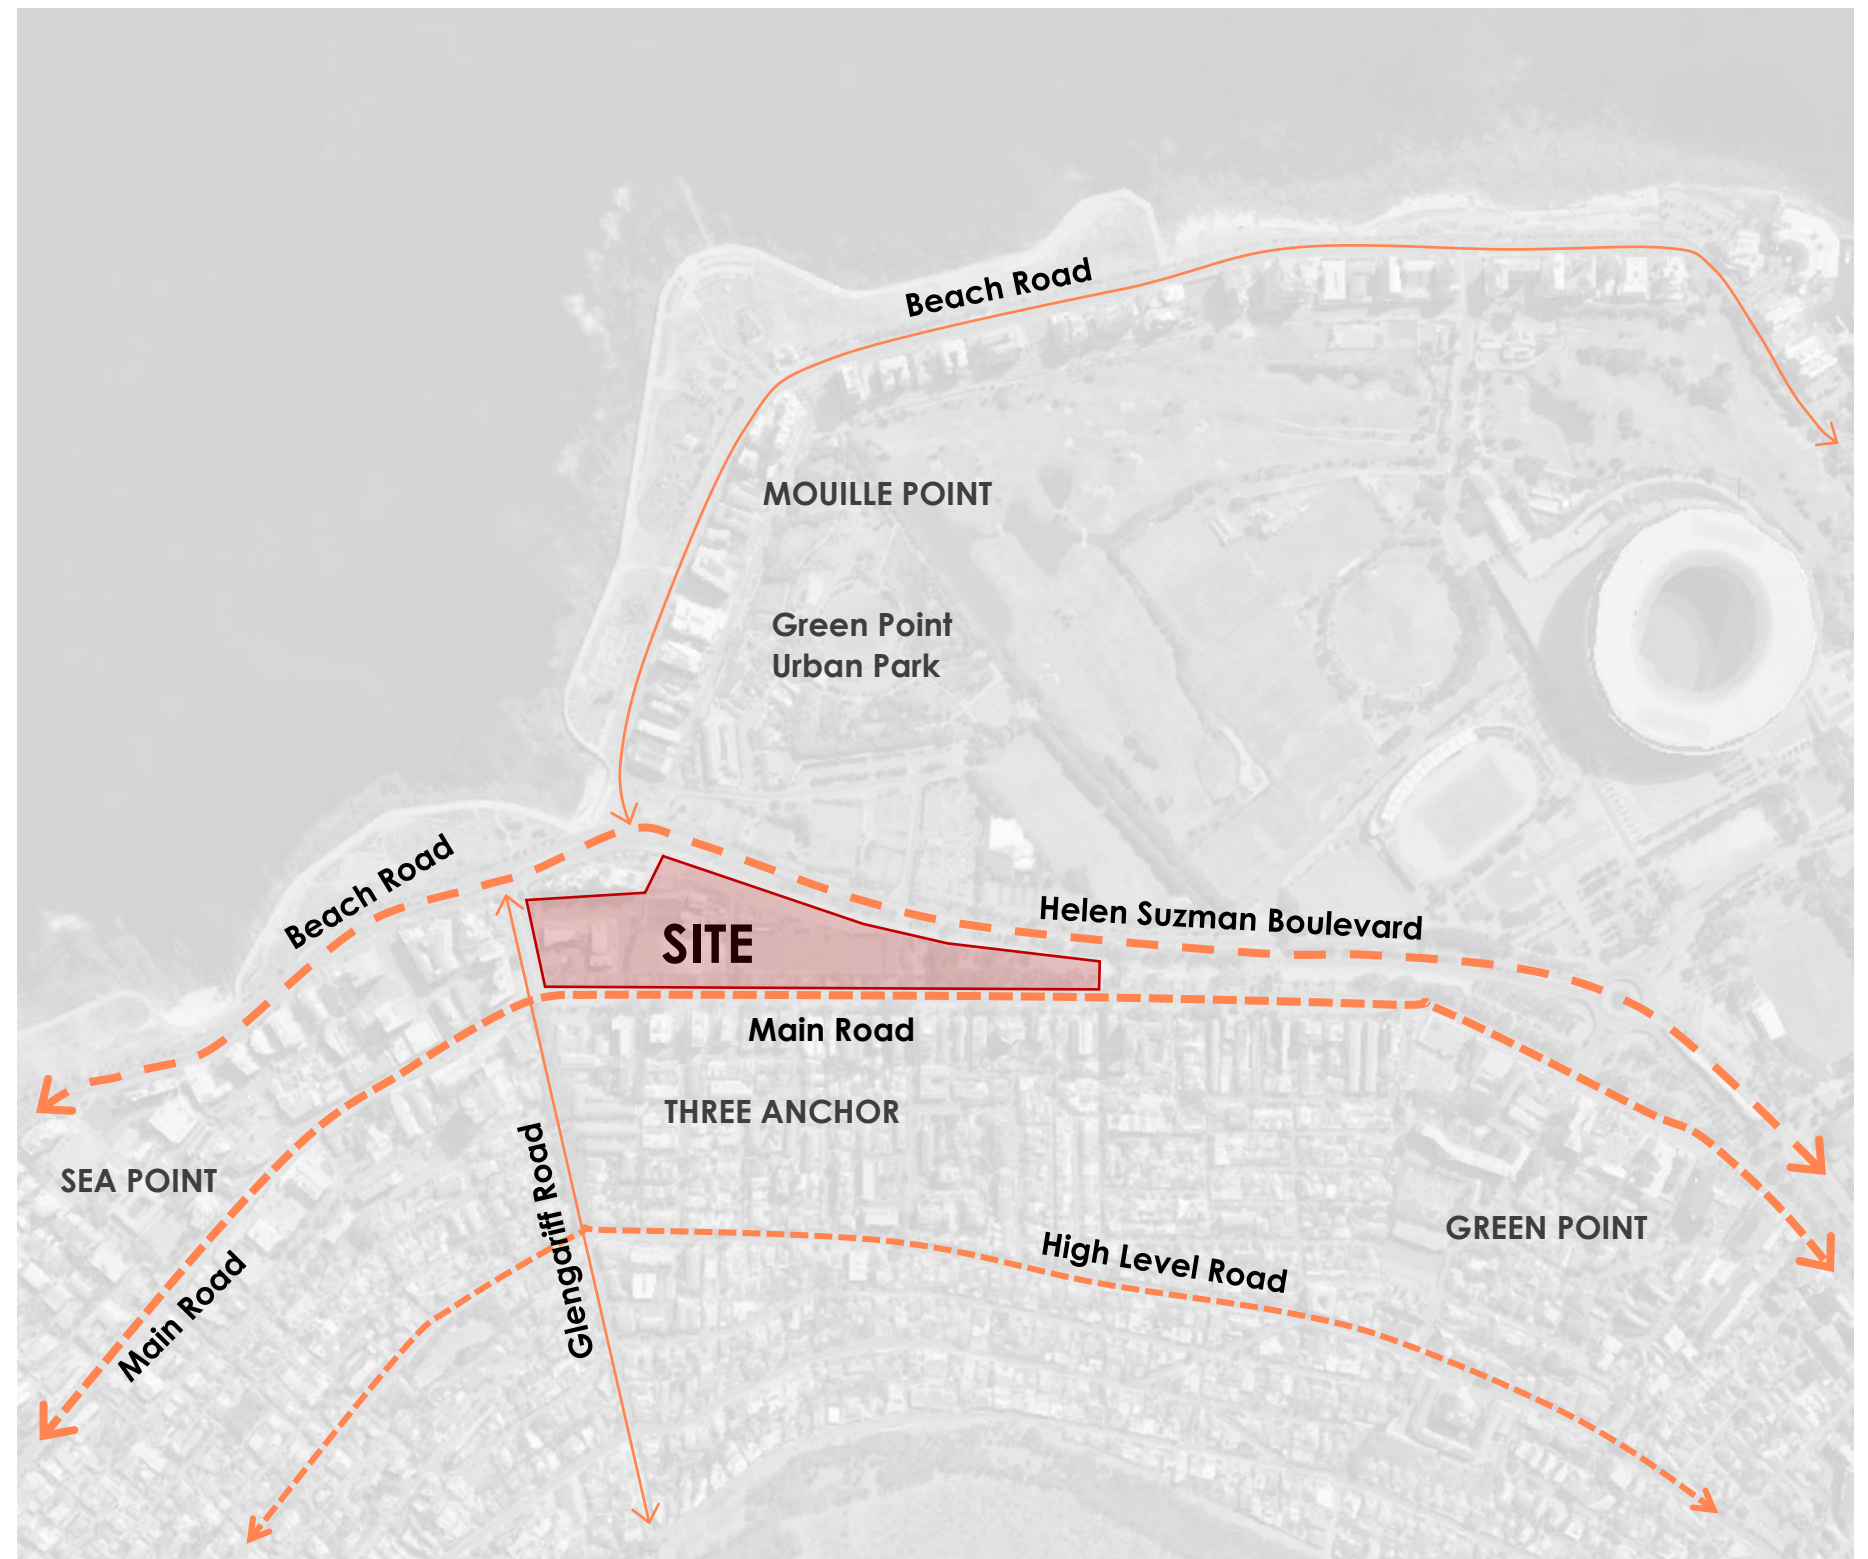 Beach Road
MOUILLE POINT
Green Point
Urban Park
Beach Road
Helen Suzman Boulevard
SITE
Main Road
THREE ANCHOR
Glengariff Road
SEA POINT
GREEN POINT
High Level Road
Main Road